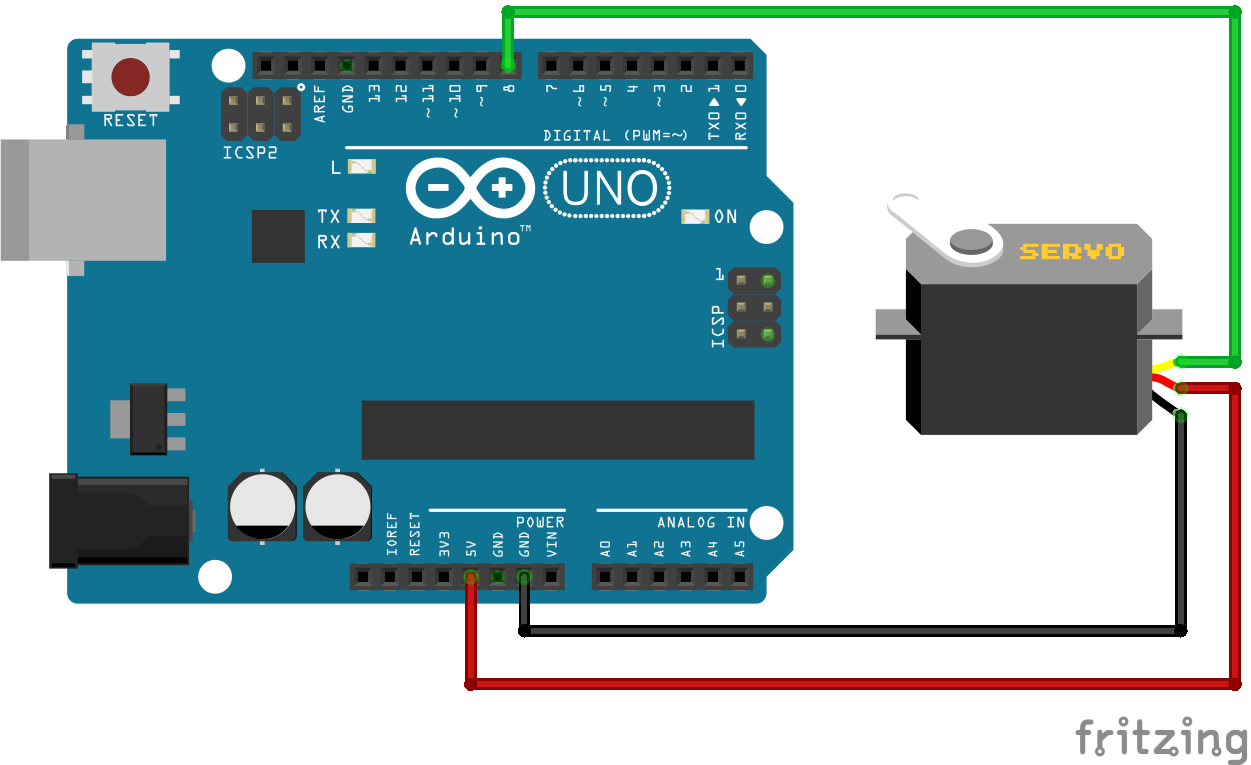 RESET
AREF
GND
13
12
~11
~10
~9
8
7
~6
~5
4
~3
2
TX0▶1
RX0◀0
DIGITAL (PWM=~)
ICSP2
L
TX
RX
UNO
Arduino™
ON
SERVO
1
ICSP
POWER
ANALOG IN
IOREF
RESET
3V3
5V
GND
GND
VIN
A0
A1
A2
A3
A4
A5
fritzing